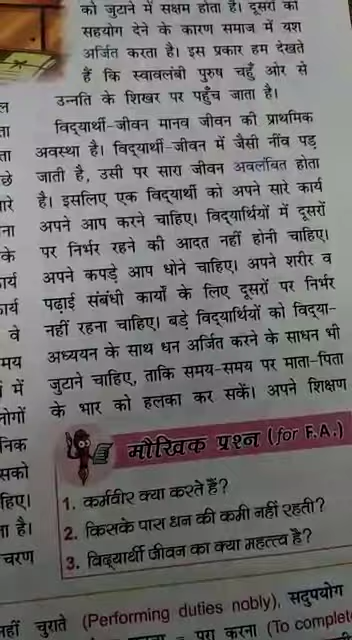 को जुटाने में सक्षम होता है। दूसरों को
सहयोग देने के कारण समाज में यश
अर्जित करता है। इस प्रकार हम देखते
हैं कि स्वावलंबी पुरुष चहुँ ओर से
उन्नति के शिखर पर पहुँच जाता है।
विद्यार्थी-जीवन मानव जीवन की प्राथमिक
अवस्था है। विद्यार्थी-जीवन में जैसी नींव पड़
जाती है, उसी पर सारा जीवन अवलंबित होता
है। इसलिए एक विद्यार्थी को अपने सारे कार्य
अपने आप करने चाहिए। विद्यार्थियों में दूसरों
पर निर्भर रहने की आदत नहीं होनी चाहिए।
अपने कपड़े आप धोने चाहिए। अपने शरीर व
पढ़ाई संबंधी कार्यों के लिए दूसरों पर निर्भर
नहीं रहना चाहिए। बड़े विद्यार्थियों को विद्या-
अध्ययन के साथ धन अर्जित करने के साधन भी
जुटाने चाहिए, ताकि समय-समय पर माता-पिता
के भार को हलका कर सकें। अपने शिक्षण
मौखिक प्रश्न (for F.A.)
1. कर्मवीर क्या करते हैं?
2. किसके पास धन की कमी नहीं रहती?
3. विद्यार्थी जीवन का क्या महत्त्व है?
चुराते (Performing duties nobly), सदुपयोग
करना (To complet